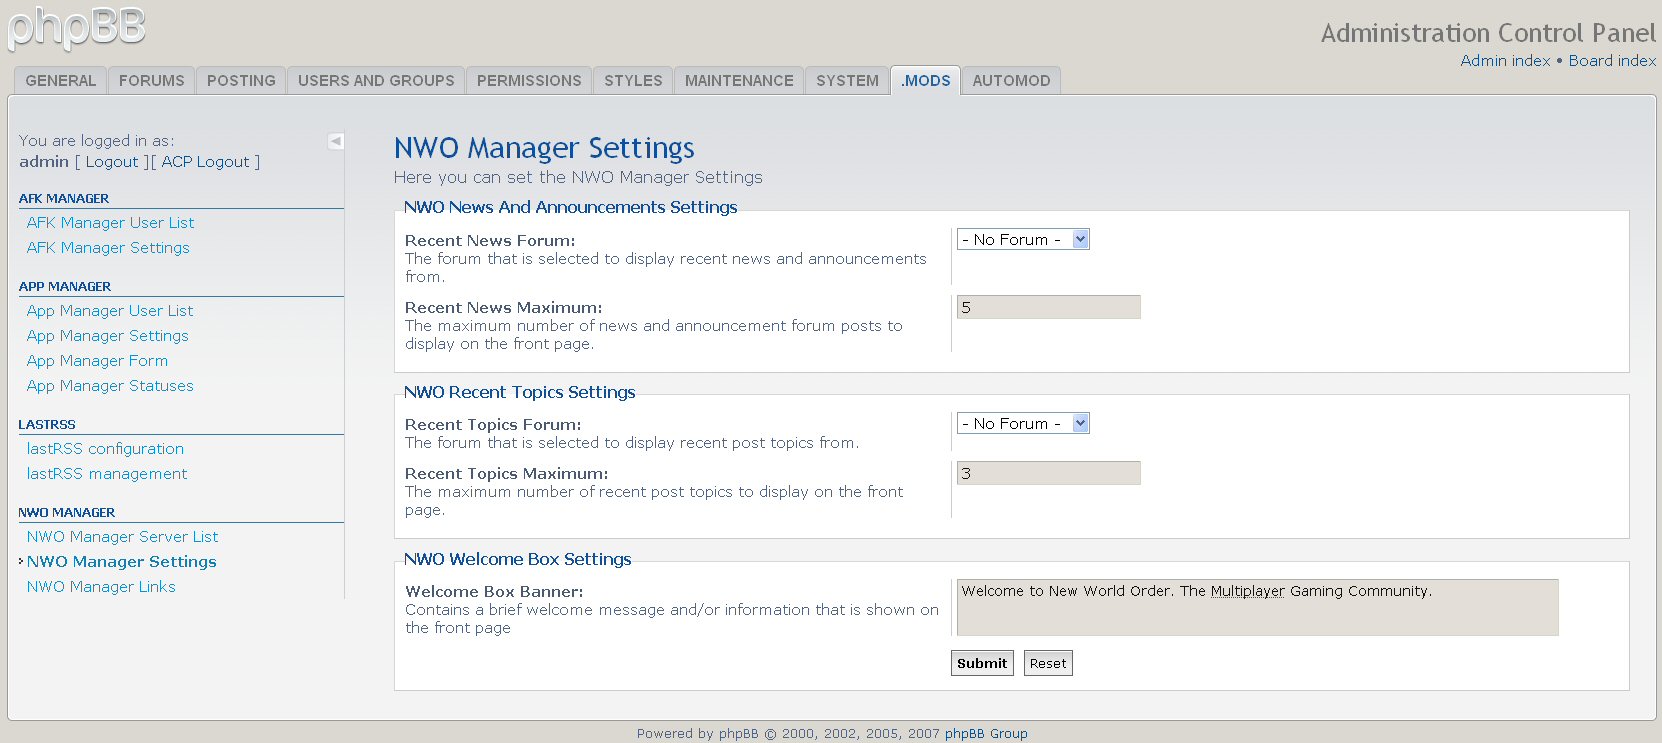 phpBB
Administration Control Panel
Admin index • Board index
GENERAL FORUMS POSTING USERS AND GROUPS PERMISSIONS STYLES MAINTENANCE SYSTEM .MODS AUTOMOD
You are logged in as:
admin [ Logout ][ ACP Logout ]
AFK MANAGER
AFK Manager User List
AFK Manager Settings
APP MANAGER
App Manager User List
App Manager Settings
App Manager Form
App Manager Statuses
LASTRSS
lastRSS configuration
lastRSS management
NWO MANAGER
NWO Manager Server List
NWO Manager Settings
NWO Manager Links
NWO Manager Settings
Here you can set the NWO Manager Settings
NWO News And Announcements Settings
Recent News Forum:
- No Forum -
The forum that is selected to display recent news and announcements
from.
Recent News Maximum:
5
The maximum number of news and announcement forum posts to
display on the front page.
NWO Recent Topics Settings
Recent Topics Forum:
- No Forum -
The forum that is selected to display recent post topics from.
Recent Topics Maximum:
3
The maximum number of recent post topics to display on the front
page.
NWO Welcome Box Settings
Welcome Box Banner:
Welcome to New World Order. The Multiplayer Gaming Community.
Contains a brief welcome message and/or information that is shown on
the front page
Submit Reset
Powered by phpBB © 2000, 2002, 2005, 2007 phpBB Group